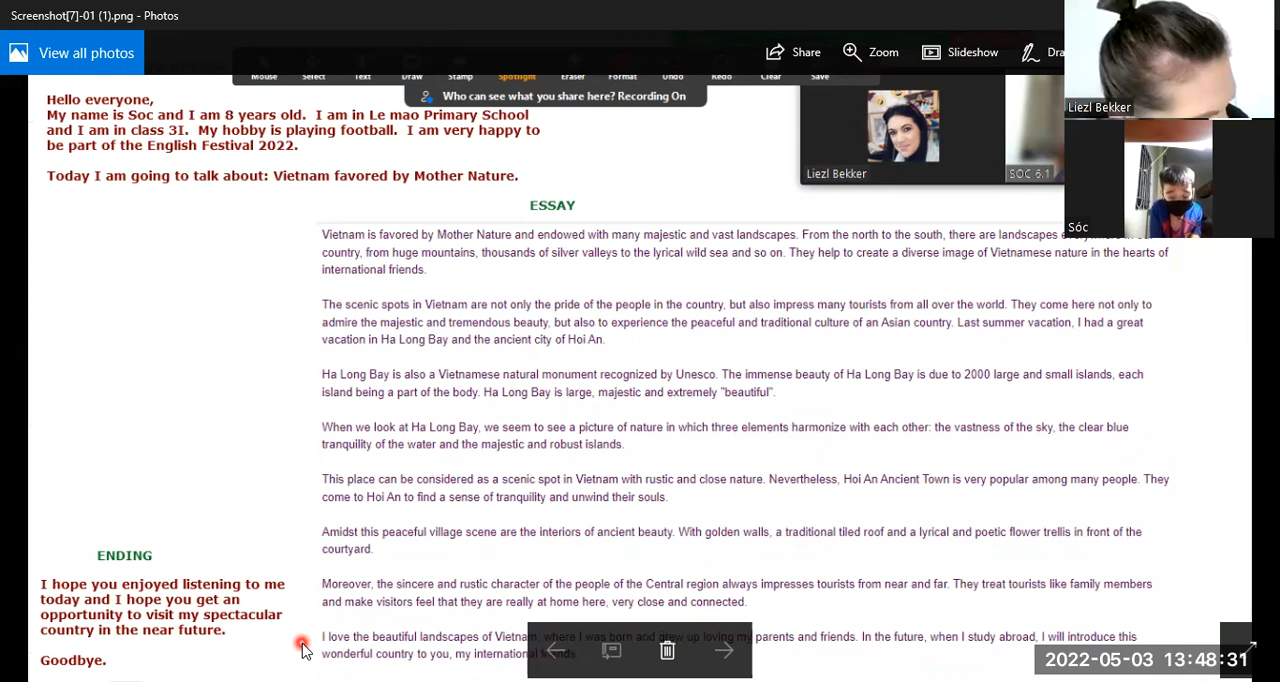 Screenshot[7]-01 (1).png - Photos
View all photos
Share
Zoom
Slideshow
Mouse
Select
Text
Draw
Stamp
Spotlight
Eraser
Format
Undo
Redo
Clear
Save
Who can see what you share here? Recording On
Liezl Bekker
Liezl Bekker
SOC 6.1
Sóc
Hello everyone,
My name is Soc and I am 8 years old. I am in Le mao Primary School
and I am in class 3I. My hobby is playing football. I am very happy to
be part of the English Festival 2022.
Today I am going to talk about: Vietnam favored by Mother Nature.
ESSAY
Vietnam is favored by Mother Nature and endowed with many majestic and vast landscapes. From the north to the south, there are landscapes
country, from huge mountains, thousands of silver valleys to the lyrical wild sea and so on. They help to create a diverse image of Vietnamese nature in the hearts of
international friends.
The scenic spots in Vietnam are not only the pride of the people in the country, but also impress many tourists from all over the world. They come here not only to
admire the majestic and tremendous beauty, but also to experience the peaceful and traditional culture of an Asian country. Last summer vacation, I had a great
vacation in Ha Long Bay and the ancient city of Hoi An.
Ha Long Bay is also a Vietnamese natural monument recognized by Unesco. The immense beauty of Ha Long Bay is due to 2000 large and small islands, each
island being a part of the body. Ha Long Bay is large, majestic and extremely "beautiful".
When we look at Ha Long Bay, we seem to see a picture of nature in which three elements harmonize with each other: the vastness of the sky, the clear blue
tranquility of the water and the majestic and robust islands.
This place can be considered as a scenic spot in Vietnam with rustic and close nature. Nevertheless, Hoi An Ancient Town is very popular among many people. They
come to Hoi An to find a sense of tranquility and unwind their souls.
Amidst this peaceful village scene are the interiors of ancient beauty. With golden walls, a traditional tiled roof and a lyrical and poetic flower trellis in front of the
courtyard.
Moreover, the sincere and rustic character of the people of the Central region always impresses tourists from near and far. They treat tourists like family members
and make visitors feel that they are really at home here, very close and connected.
I love the beautiful landscapes of Vietnam, where I was born and grew up loving my parents and friends. In the future, when I study abroad, I will introduce this
wonderful country to you, my international friends.
ENDING
I hope you enjoyed listening to me
today and I hope you get an
opportunity to visit my spectacular
country in the near future.
Goodbye.
2022-05-03 13:48:31